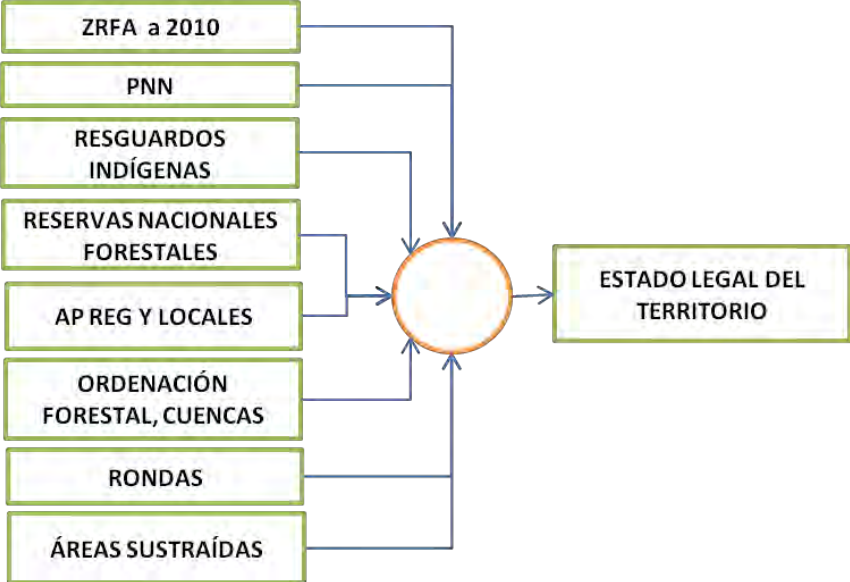 ZRFA a 2010
PNN
RESGUARDOS
INDÍGENAS
RESERVAS NACIONALES
FORESTALES
AP REG Y LOCALES
ORDENACIÓN
FORESTAL, CUENCAS
RONDAS
ÁREAS SUSTRAÍDAS
ESTADO LEGAL DEL
TERRITORIO